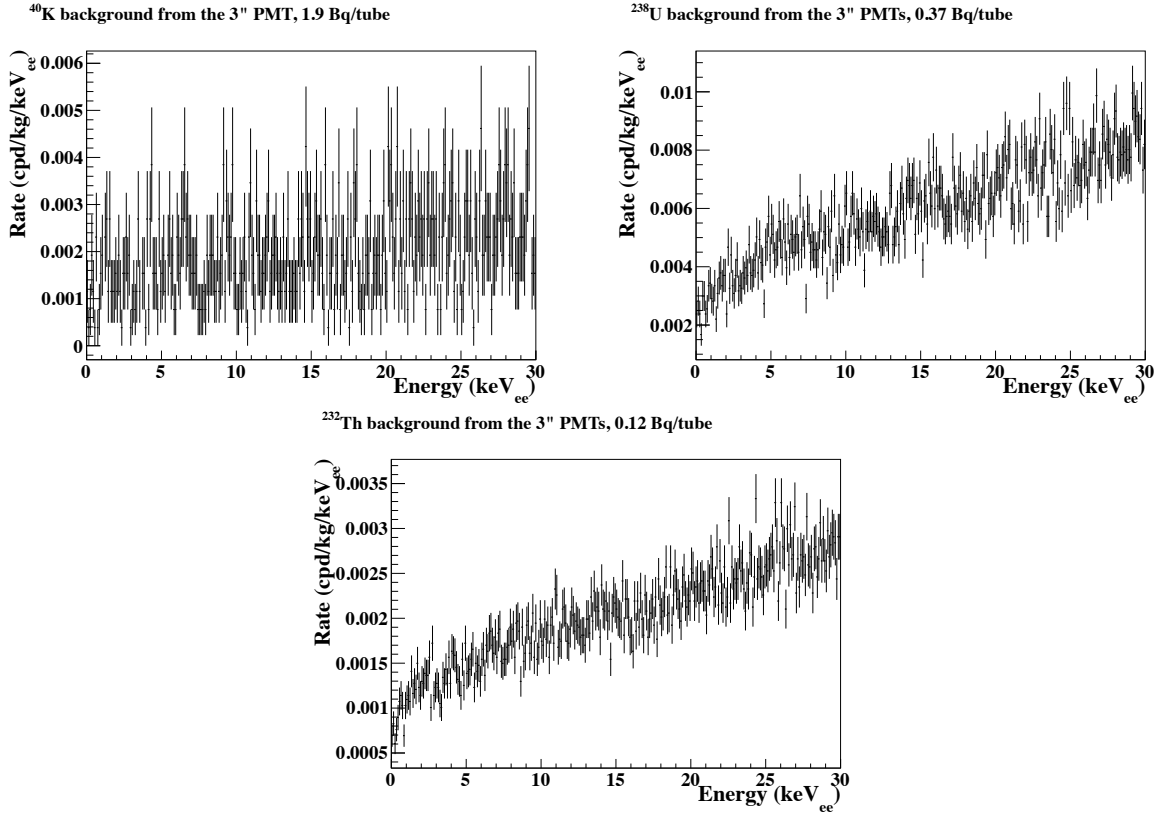 ⁴⁰K background from the 3" PMT, 1.9 Bq/tube
Rate (cpd/kg/keVₑₑ)
0.006
0.005
0.004
0.003
0.002
0.001
0
0 5 10 15 20 25 30
Energy (keVₑₑ)
²³⁸U background from the 3" PMTs, 0.37 Bq/tube
Rate (cpd/kg/keVₑₑ)
0.01
0.008
0.006
0.004
0.002
0 5 10 15 20 25 30
Energy (keVₑₑ)
²³²Th background from the 3" PMTs, 0.12 Bq/tube
Rate (cpd/kg/keVₑₑ)
0.0035
0.003
0.0025
0.002
0.0015
0.001
0.0005
0 5 10 15 20 25 30
Energy (keVₑₑ)